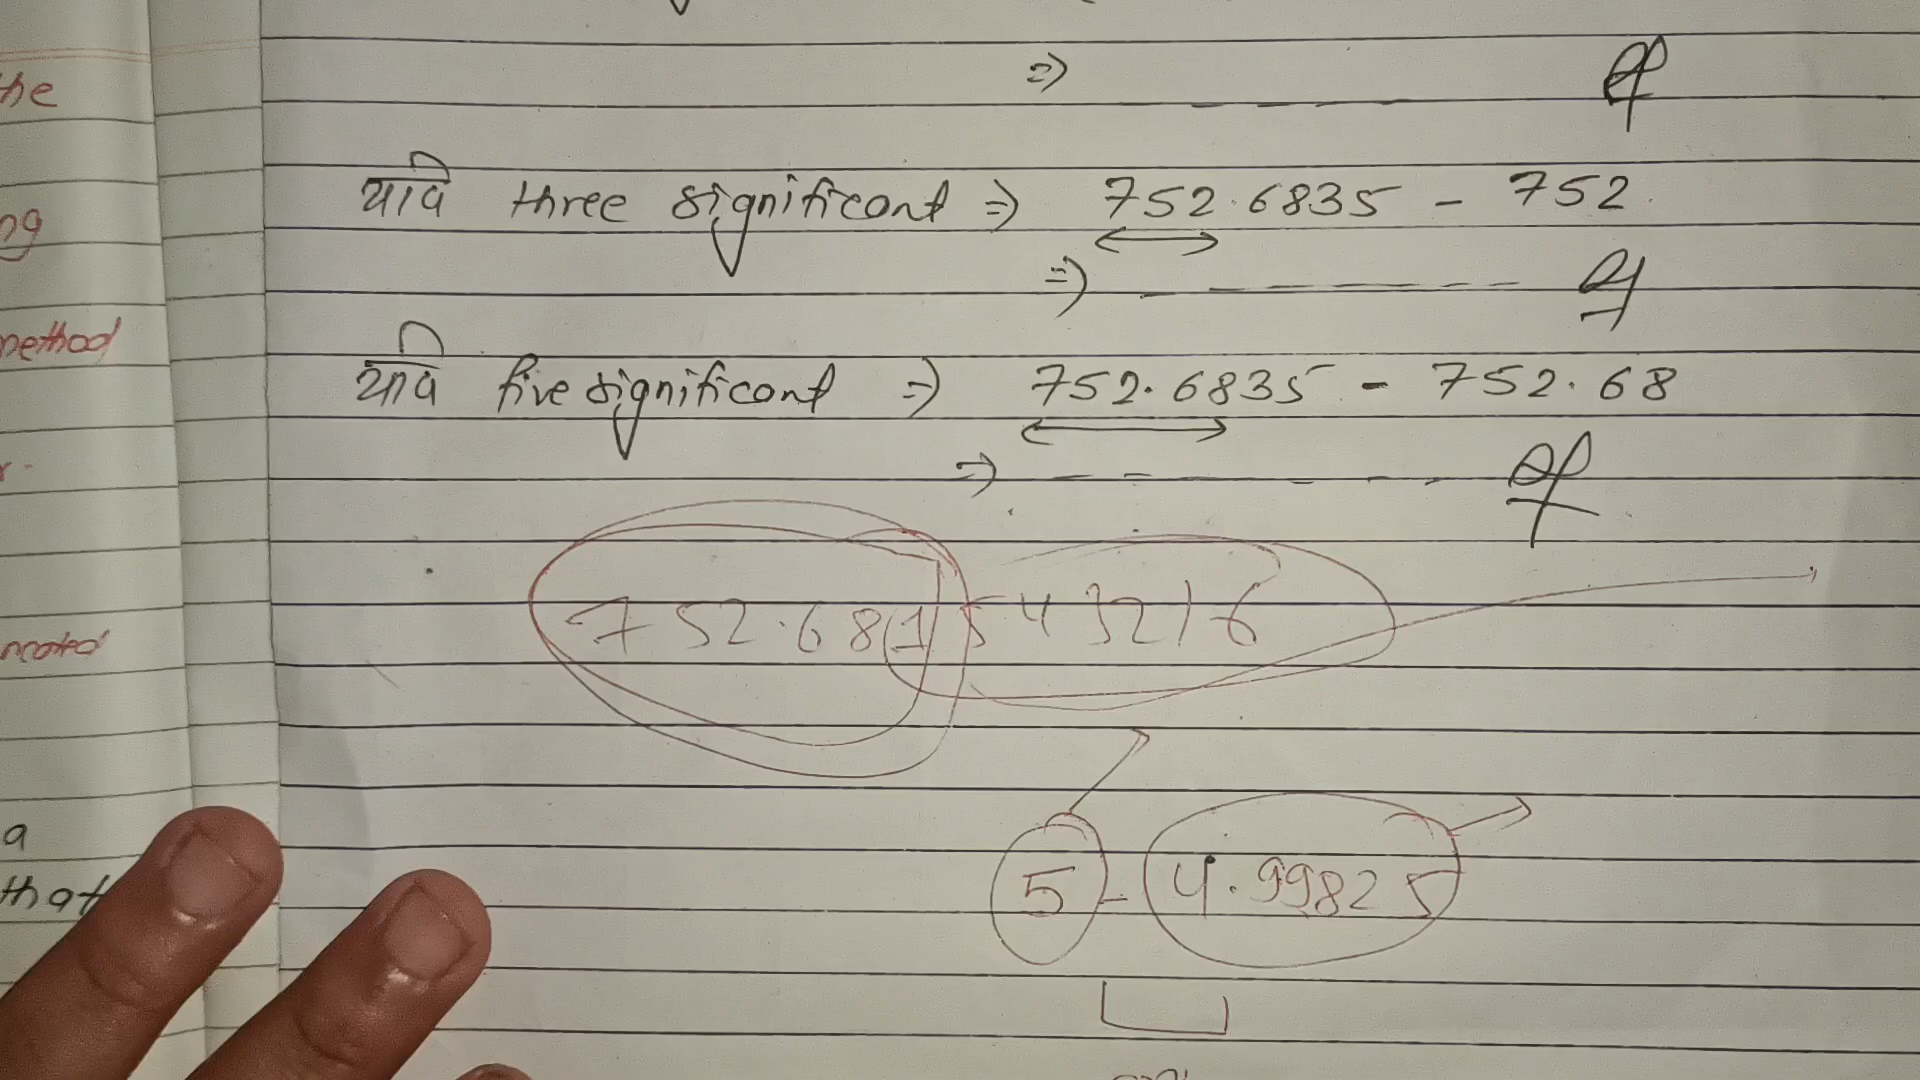 he
⇒ - - - - -
यदि three significant ⇒ 752.6835 - 752.
ng
⇒ - - - - - -
method
यदि five significant ⇒ 752.6835 - 752.68
⇒ - - - - -
752.681543216
a
5 - 4.99825
that